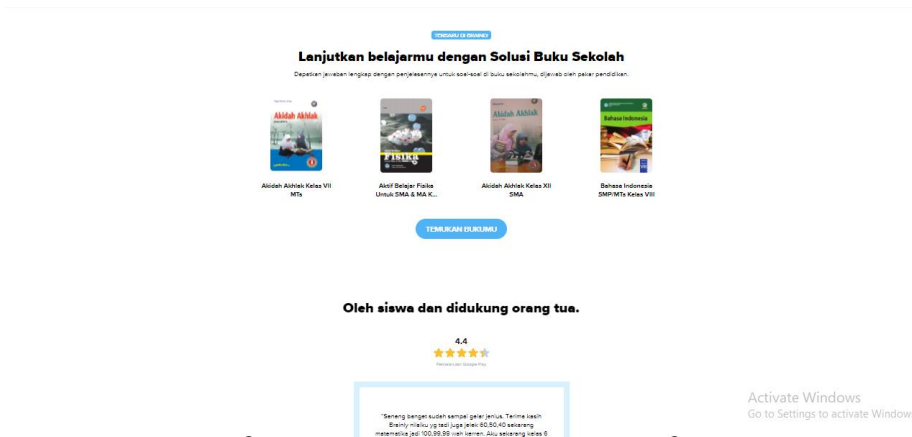 TERBARU DI BRAINLY
Lanjutkan belajarmu dengan Solusi Buku Sekolah
Dapatkan jawaban lengkap dengan penjelasannya untuk soal-soal di buku sekolahmu, dijawab oleh pakar pendidikan.
Akidah Akhlak
FISIKA
Akidah Akhlak
Bahasa Indonesia
Akidah Akhlak Kelas VII
MTs
Aktif Belajar Fisika
Untuk SMA & MA K...
Akidah Akhlak Kelas XII
SMA
Bahasa Indonesia
SMP/MTs Kelas VIII
TEMUKAN BUKUMU
Oleh siswa dan didukung orang tua.
4.4
"Seneng banget sudah sampai gelar jenius. Terima kasih
Brainly nilaiku yg tadi juga jelek 60,50,40 sekarang
matematika jadi 100,99,98 wah kerren. Aku sekarang kelas 6
Activate Windows
Go to Settings to activate Window